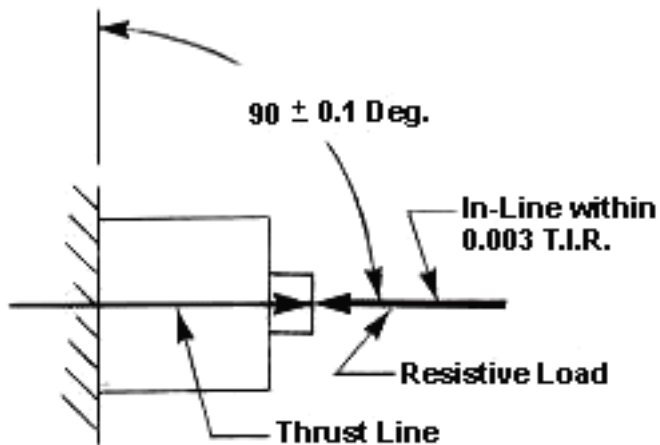 90 ± 0.1 Deg.
In-Line within
0.003 T.I.R.
Resistive Load
Thrust Line